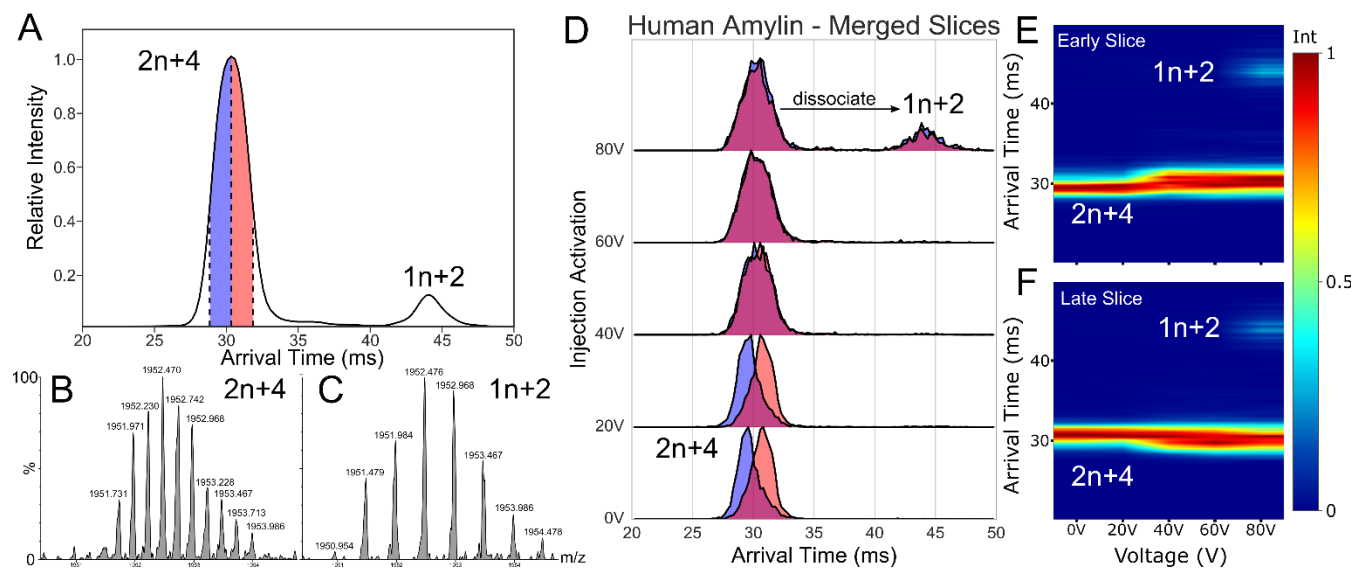 A
2n+4
1n+2
Relative Intensity
1.0
0.8
0.6
0.4
0.2
20
25
30
35
40
45
50
Arrival Time (ms)
B
2n+4
100
%
0
1952.470
1952.230
1952.742
1951.971
1952.968
1951.731
1953.228
1953.467
1953.713
1953.986
C
1n+2
1952.476
1952.968
1951.984
1951.479
1953.467
1953.986
1950.954
1954.478
m/z
D
Human Amylin - Merged Slices
dissociate
1n+2
80V
60V
40V
20V
2n+4
0V
Injection Activation
20
25
30
35
40
45
50
Arrival Time (ms)
E
Early Slice
1n+2
2n+4
40
30
Arrival Time (ms)
Int
1
0.5
0
F
Late Slice
1n+2
2n+4
40
30
Arrival Time (ms)
0V
20V
40V
60V
80V
Voltage (V)